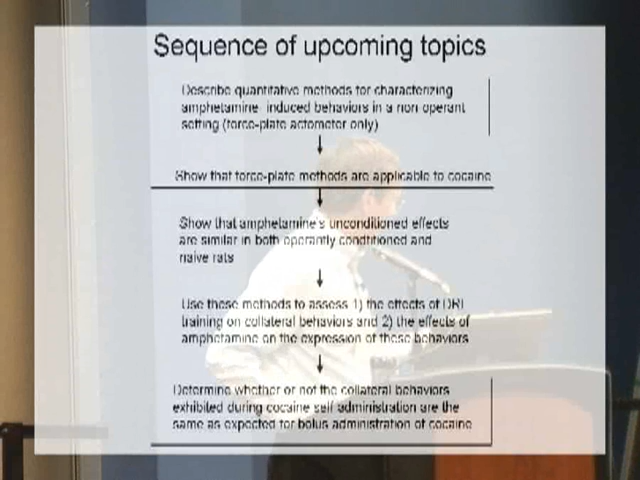 Sequence of upcoming topics
Describe quantitative methods for characterizing
amphetamine induced behaviors in a non operant
setting (force-plate actometer only)
Show that force-plate methods are applicable to cocaine
Show that amphetamine's unconditioned effects
are similar in both operantly conditioned and
naive rats
Use these methods to assess 1) the effects of DRL
training on collateral behaviors and 2) the effects of
amphetamine on the expression of these behaviors
Determine whether or not the collateral behaviors
exhibited during cocaine self administration are the
same as expected for bolus administration of cocaine